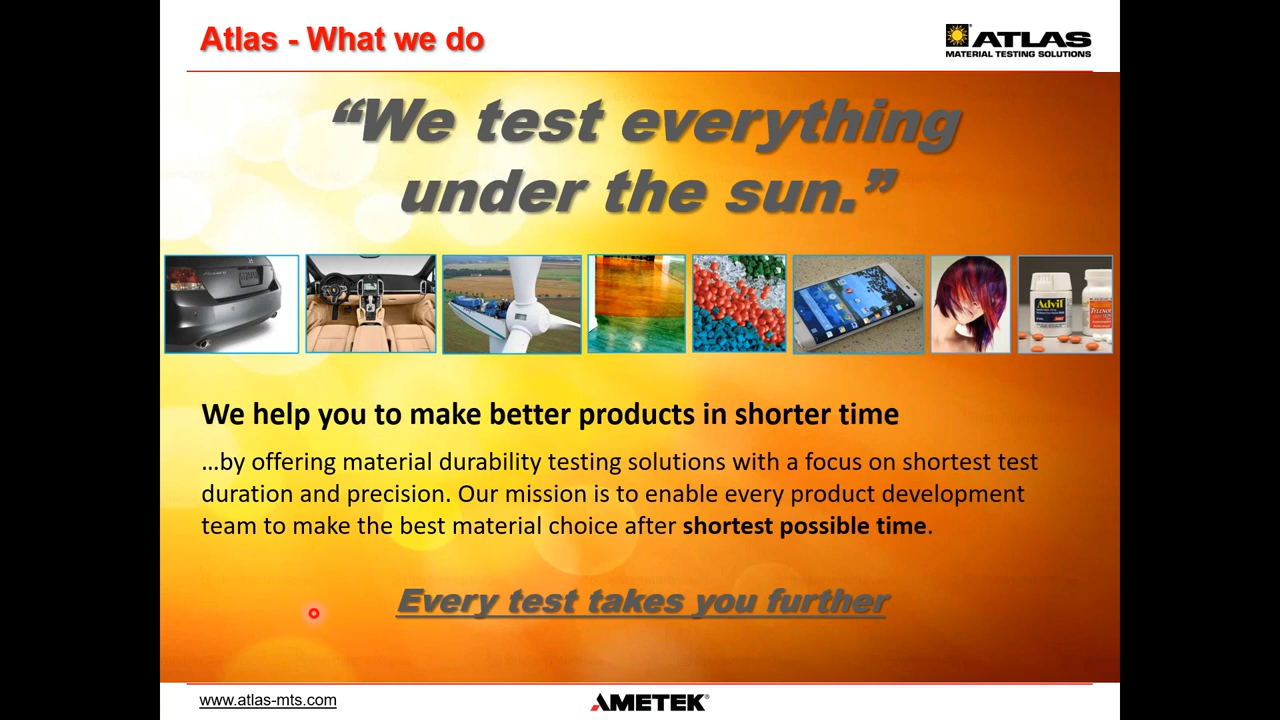 Atlas - What we do
ATLAS
MATERIAL TESTING SOLUTIONS
“We test everything
under the sun.”
Advil
TYLENOL
We help you to make better products in shorter time
…by offering material durability testing solutions with a focus on shortest test
duration and precision. Our mission is to enable every product development
team to make the best material choice after shortest possible time.
Every test takes you further
www.atlas-mts.com
AMETEK®